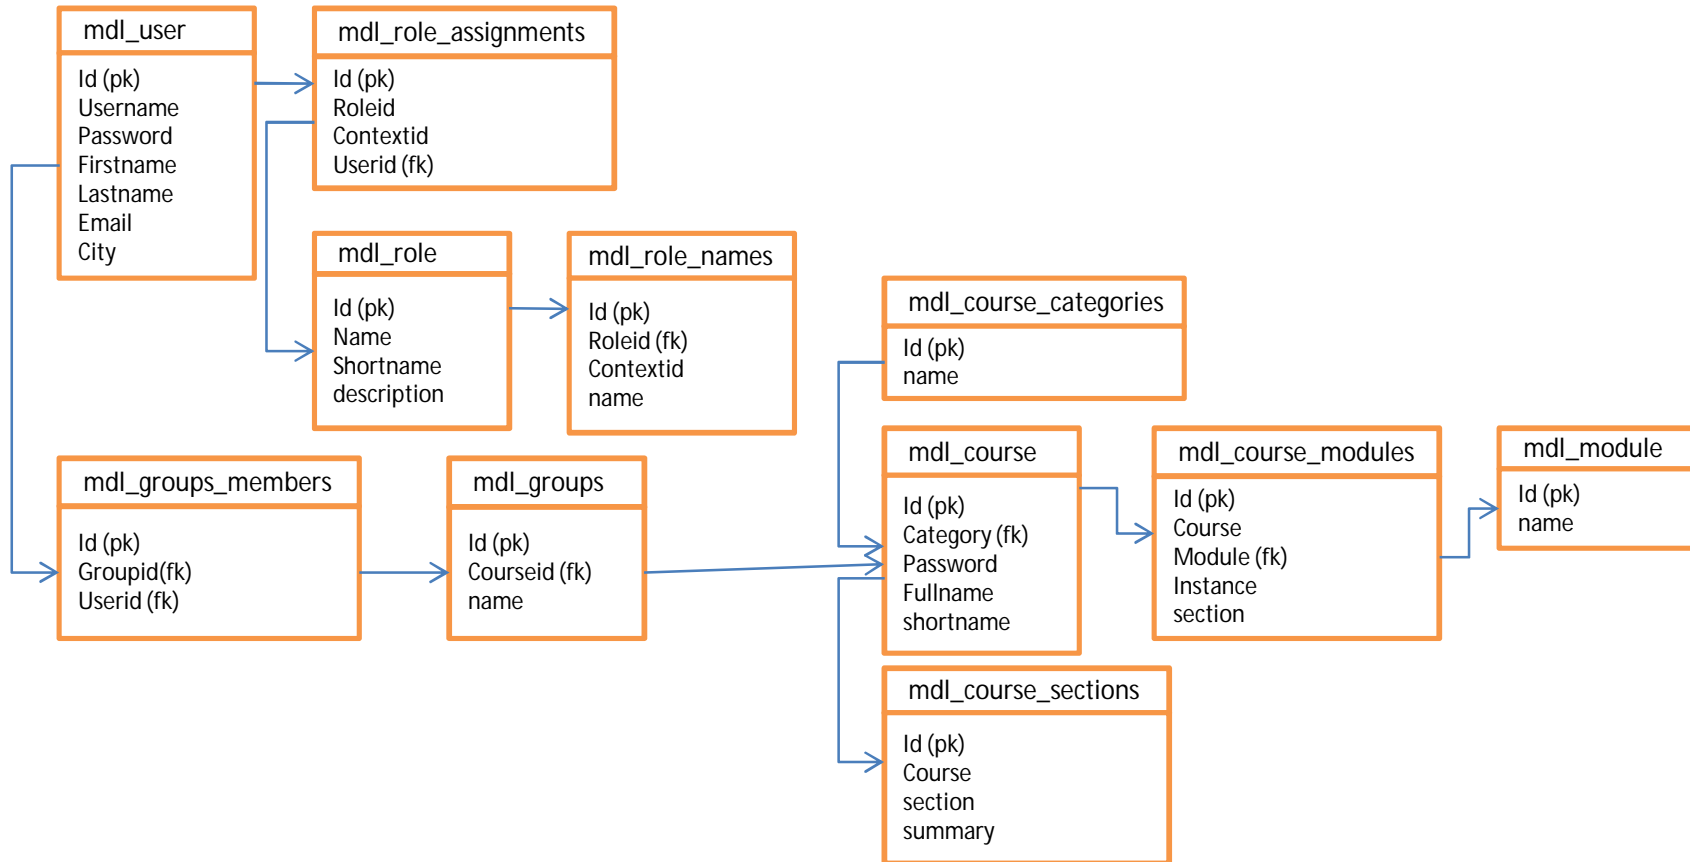 mdl_user
Id (pk)
Username
Password
Firstname
Lastname
Email
City
mdl_role_assignments
Id (pk)
Roleid
Contextid
Userid (fk)
mdl_role
Id (pk)
Name
Shortname
description
mdl_role_names
Id (pk)
Roleid (fk)
Contextid
name
mdl_course_categories
Id (pk)
name
mdl_groups_members
Id (pk)
Groupid(fk)
Userid (fk)
mdl_groups
Id (pk)
Courseid (fk)
name
mdl_course
Id (pk)
Category (fk)
Password
Fullname
shortname
mdl_course_modules
Id (pk)
Course
Module (fk)
Instance
section
mdl_module
Id (pk)
name
mdl_course_sections
Id (pk)
Course
section
summary